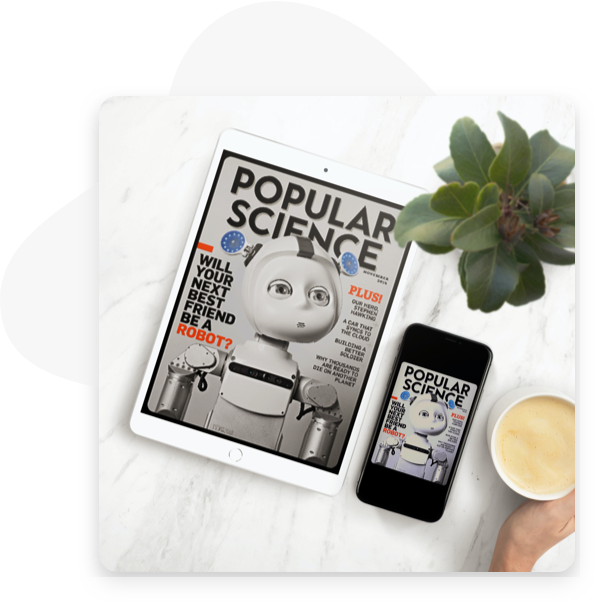 POPULAR
SCIENCE
NOVEMBER
WILL
YOUR
NEXT
BEST
FRIEND
BE A
ROBOT?
PLUS!
OUR HERO,
STEPHEN
HAWKING
A CAR THAT
SYNCS TO
THE CLOUD
BUILDING A
BETTER
SOLDIER
WHY THOUSANDS
ARE READY TO
DIE ON ANOTHER
PLANET
POPULAR
SCIENCE
WILL
YOUR
NEXT
BEST
FRIEND
BE A
ROBOT?
PLUS!